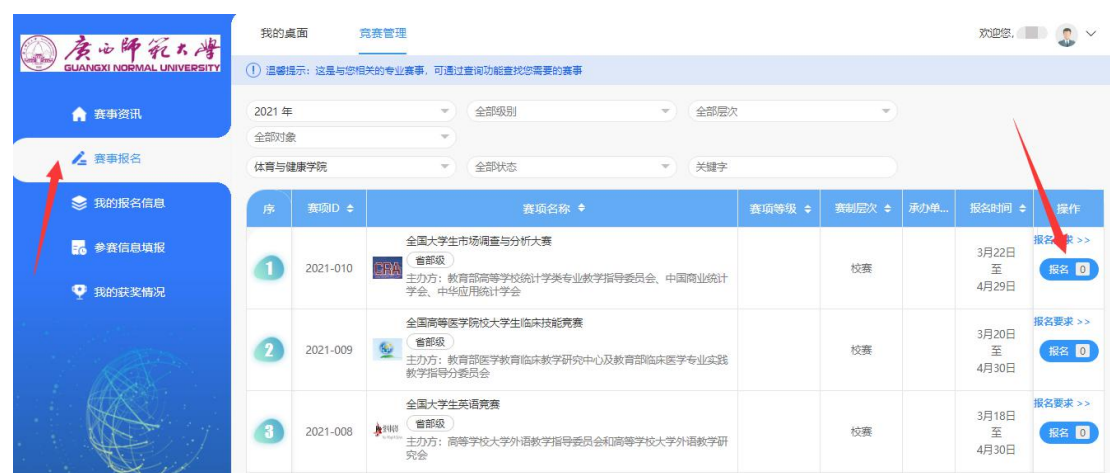 广西师范大学
GUANGXI NORMAL UNIVERSITY
赛事资讯
赛事报名
我的报名信息
参赛信息填报
我的获奖情况
我的桌面 竞赛管理 欢迎您,
温馨提示：这是与您相关的专业赛事，可通过查询功能查找您需要的赛事
2021 年 全部级别 全部层次
全部对象
体育与健康学院 全部状态 关键字
序 赛项ID 赛项名称 赛项等级 赛制层次 承办单... 报名时间 操作
全国大学生市场调查与分析大赛
省部级
主办方：教育部高等学校统计学类专业教学指导委员会、中国商业统计
学会、中华应用统计学会
1 2021-010 校赛
3月22日
至
4月29日
报名要求 >>
报名 0
全国高等医学院校大学生临床技能竞赛
省部级
主办方：教育部医学教育临床教学研究中心及教育部临床医学专业实践
教学指导分委员会
2 2021-009 校赛
3月20日
至
4月30日
报名要求 >>
报名 0
全国大学生英语竞赛
省部级
主办方：高等学校大学外语教学指导委员会和高等学校大学外语教学研
究会
3 2021-008 校赛
3月18日
至
4月30日
报名要求 >>
报名 0